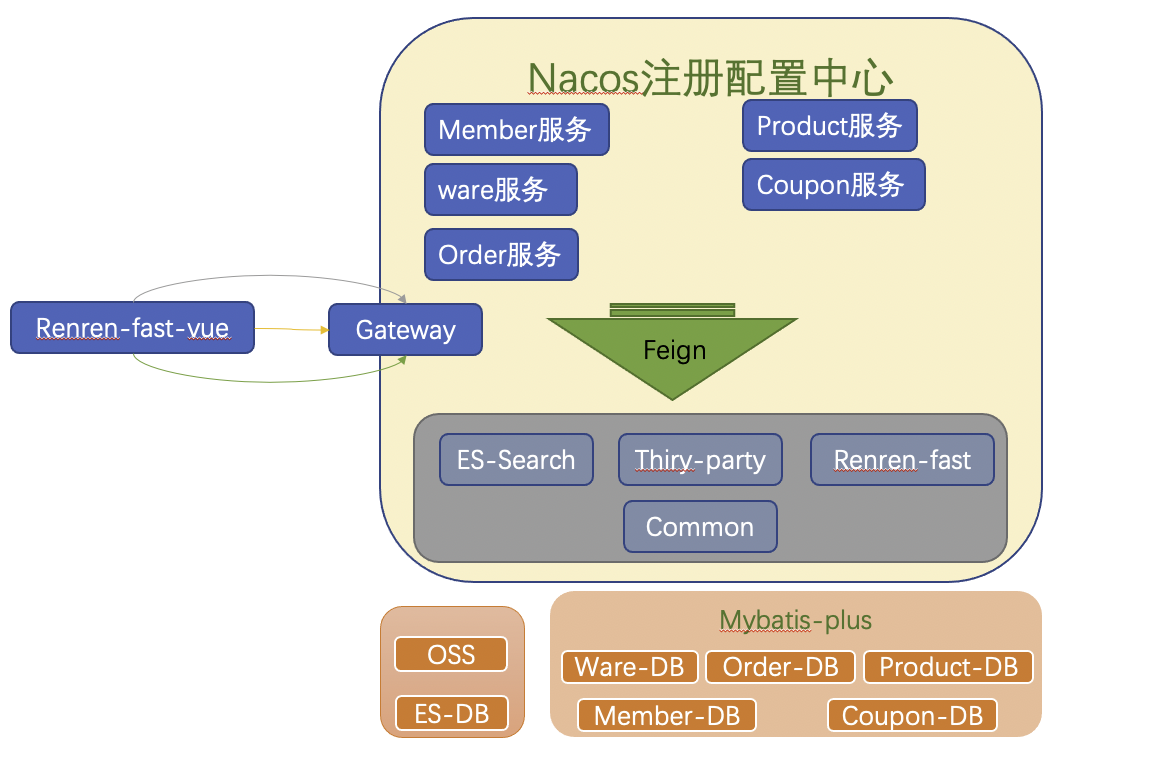 Nacos注册配置中心
Member服务
Product服务
ware服务
Coupon服务
Order服务
Renren-fast-vue
Gateway
Feign
ES-Search
Thiry-party
Renren-fast
Common
OSS
ES-DB
Mybatis-plus
Ware-DB
Order-DB
Product-DB
Member-DB
Coupon-DB